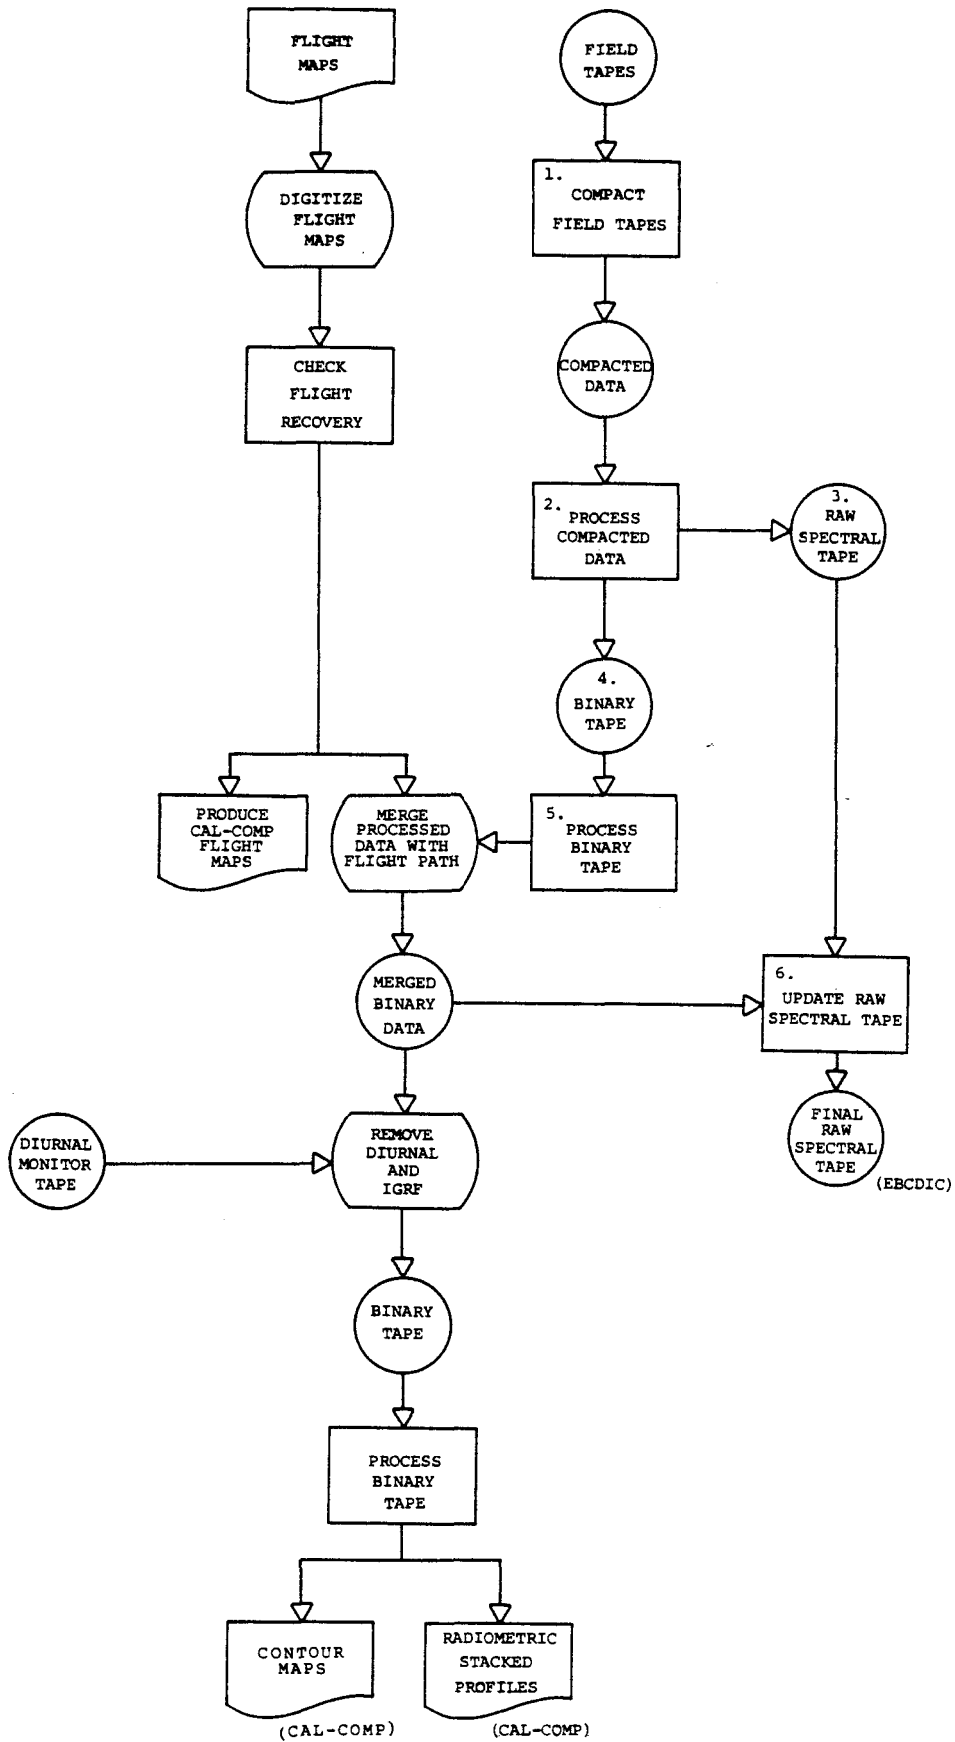 FLIGHT
MAPS
FIELD
TAPES
DIGITIZE
FLIGHT
MAPS
1.
COMPACT
FIELD TAPES
CHECK
FLIGHT
RECOVERY
COMPACTED
DATA
2.
PROCESS
COMPACTED
DATA
3.
RAW
SPECTRAL
TAPE
4.
BINARY
TAPE
PRODUCE
CAL-COMP
FLIGHT
MAPS
MERGE
PROCESSED
DATA WITH
FLIGHT PATH
5.
PROCESS
BINARY
TAPE
MERGED
BINARY
DATA
6.
UPDATE RAW
SPECTRAL TAPE
DIURNAL
MONITOR
TAPE
REMOVE
DIURNAL
AND
IGRF
FINAL
RAW
SPECTRAL
TAPE
(EBCDIC)
BINARY
TAPE
PROCESS
BINARY
TAPE
CONTOUR
MAPS
(CAL-COMP)
RADIOMETRIC
STACKED
PROFILES
(CAL-COMP)